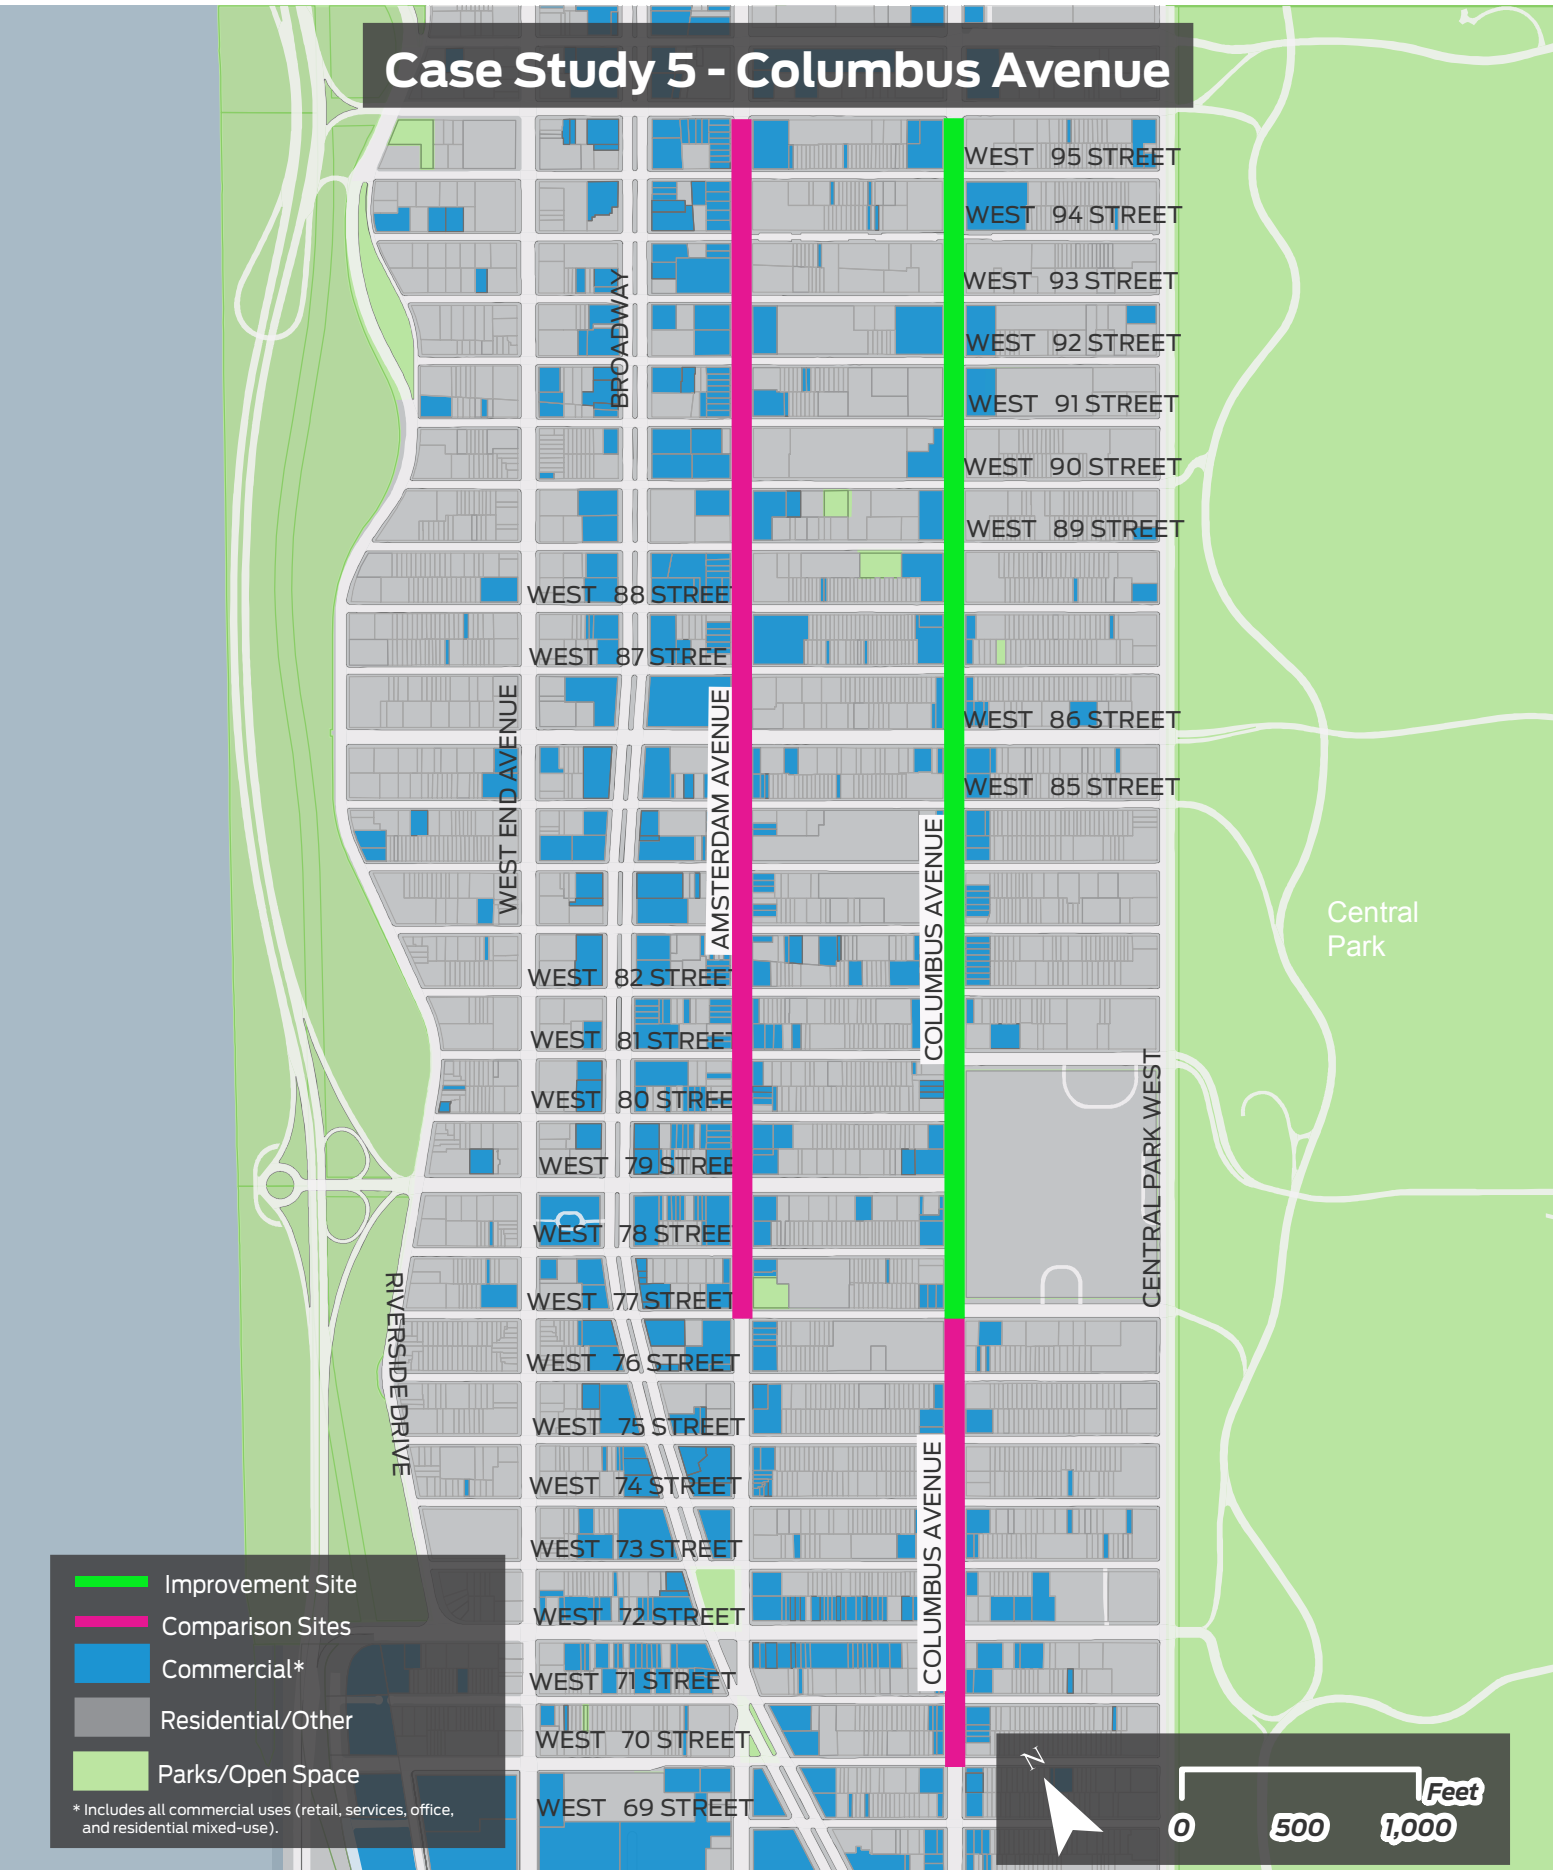 Case Study 5 - Columbus Avenue
WEST 95 STREET
WEST 94 STREET
WEST 93 STREET
BROADWAY
WEST 92 STREET
WEST 91 STREET
WEST 90 STREET
WEST 89 STREET
WEST 88 STREET
WEST 87 STREE
WEST END AVENUE
AMSTERDAM AVENUE
WEST 86 STREET
WEST 85 STREET
COLUMBUS AVENUE
Central
Park
WEST 82 STREET
WEST 81 STREET
WEST 80 STREE
CENTRAL PARK WEST
WEST 79 STREE
WEST 78 STREET
RIVERSIDE DRIVE
WEST 77 STREET
WEST 76 STREET
WEST 75 STREET
COLUMBUS AVENUE
WEST 74 STREET
WEST 73 STREET
WEST 72 STREET
WEST 71 STREET
WEST 70 STREET
WEST 69 STREET
Improvement Site
Comparison Sites
Commercial*
Residential/Other
Parks/Open Space
* Includes all commercial uses (retail, services, office,
and residential mixed-use).
N
Feet
0 500 1,000